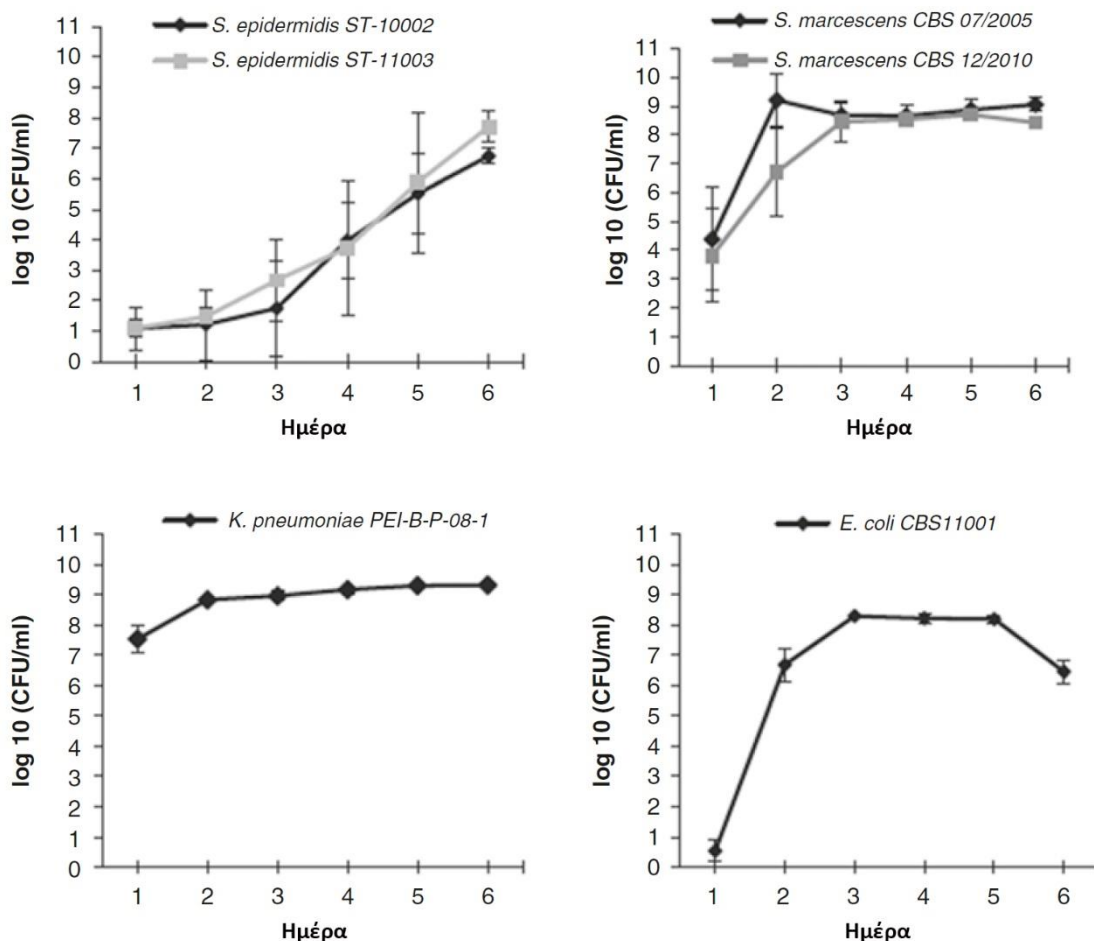 S. epidermidis ST-10002
S. epidermidis ST-11003
log 10 (CFU/ml)
11
10
9
8
7
6
5
4
3
2
1
0
1 2 3 4 5 6
Ημέρα
S. marcescens CBS 07/2005
S. marcescens CBS 12/2010
log 10 (CFU/ml)
11
10
9
8
7
6
5
4
3
2
1
0
1 2 3 4 5 6
Ημέρα
K. pneumoniae PEI-B-P-08-1
log 10 (CFU/ml)
11
10
9
8
7
6
5
4
3
2
1
0
1 2 3 4 5 6
Ημέρα
E. coli CBS11001
log 10 (CFU/ml)
11
10
9
8
7
6
5
4
3
2
1
0
1 2 3 4 5 6
Ημέρα